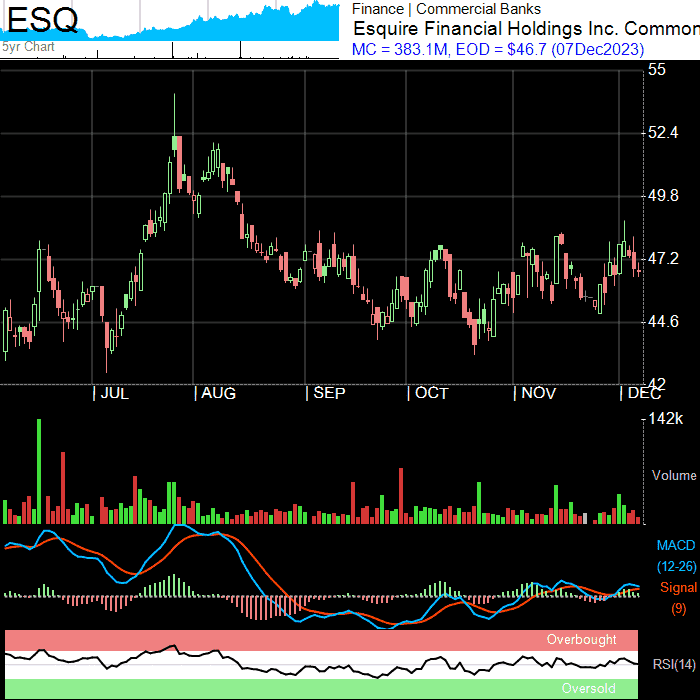 ESQ
5yr Chart
Finance | Commercial Banks
Esquire Financial Holdings Inc. Common
MC = 383.1M, EOD = $46.7 (07Dec2023)
55
52.4
49.8
47.2
44.6
42
| JUL | AUG | SEP | OCT | NOV | DEC
142k
Volume
MACD
(12-26)
Signal
(9)
Overbought
RSI(14)
Oversold